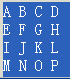 A B C D
E F G H
I J K L
M N O P